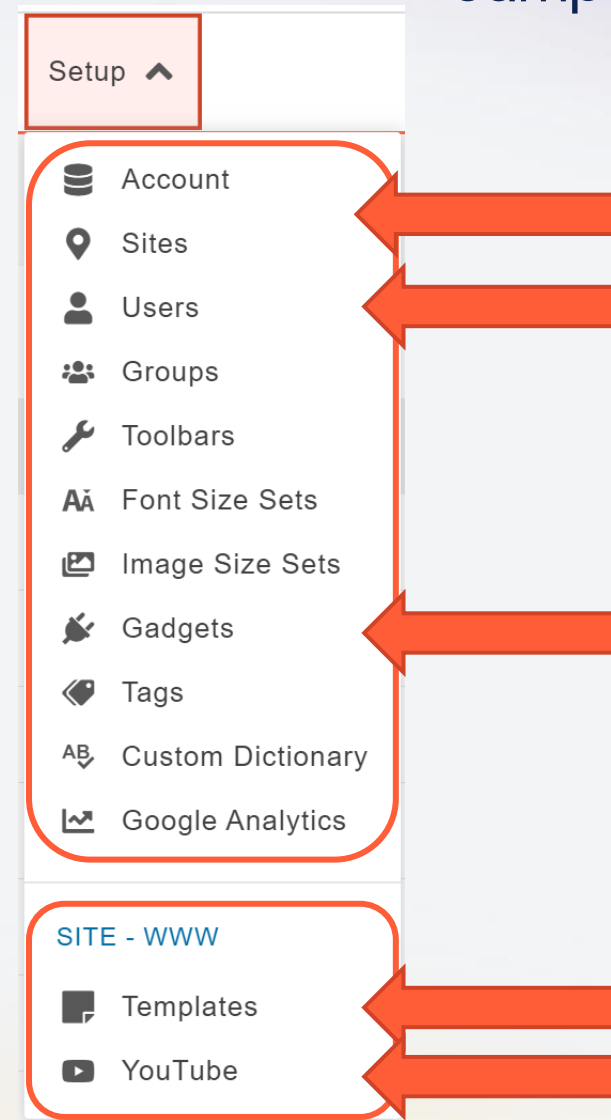 Setup
Account
Sites
Users
Groups
Toolbars
Font Size Sets
Image Size Sets
Gadgets
Tags
Custom Dictionary
Google Analytics
SITE - WWW
Templates
YouTube